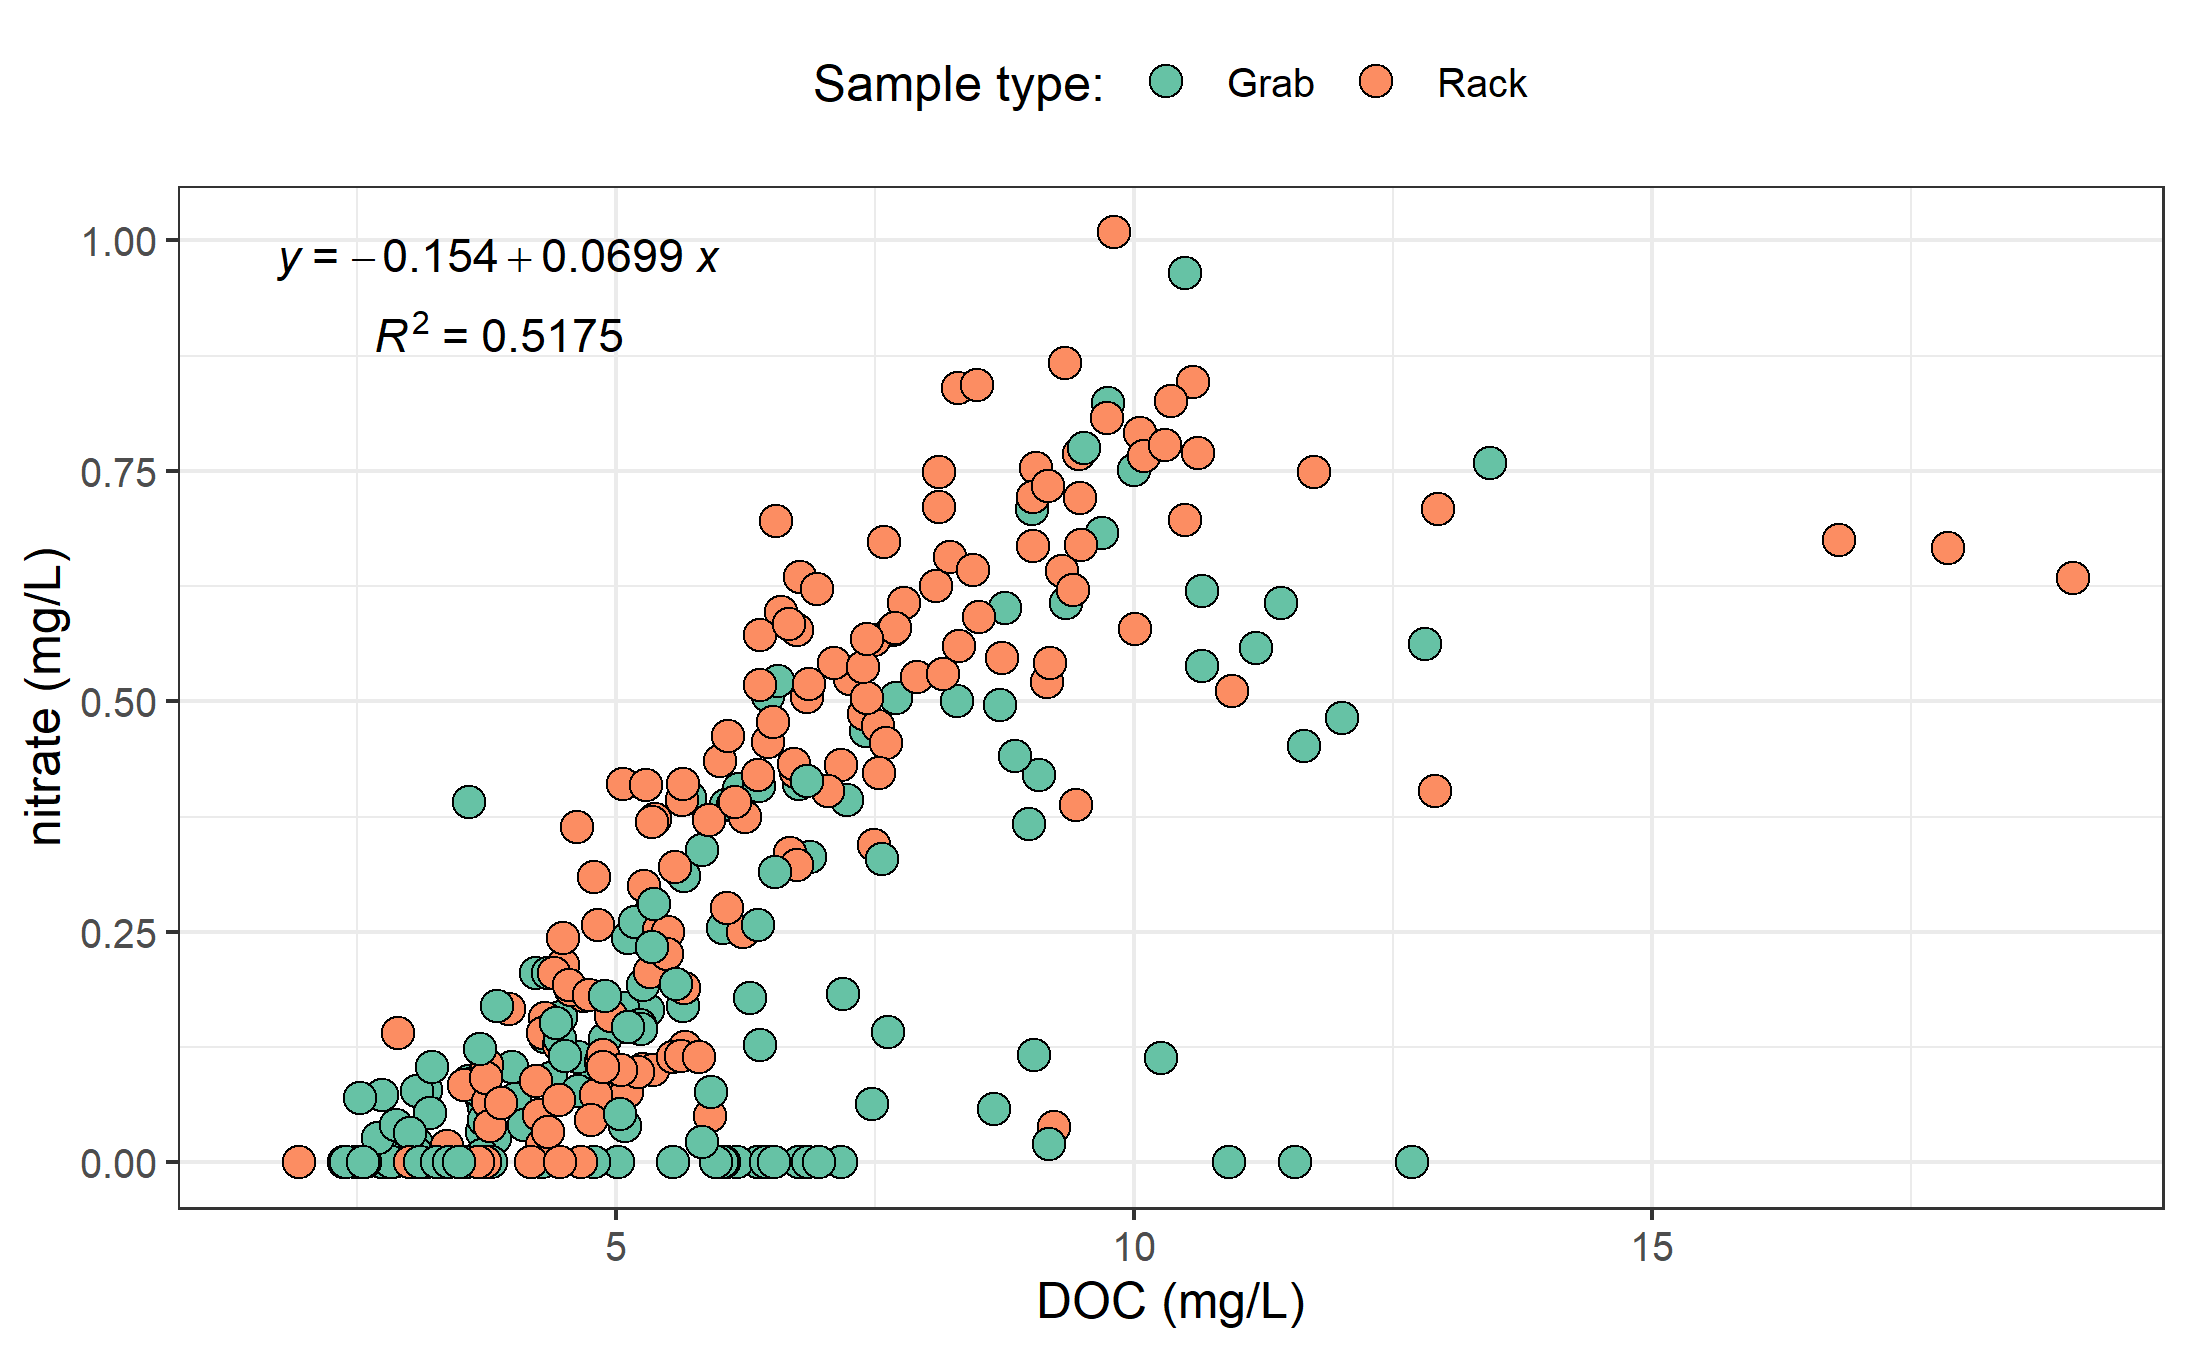 Sample type: Grab Rack
y = −0.154 + 0.0699 x
R² = 0.5175
1.00
0.75
0.50
0.25
0.00
nitrate (mg/L)
5 10 15
DOC (mg/L)